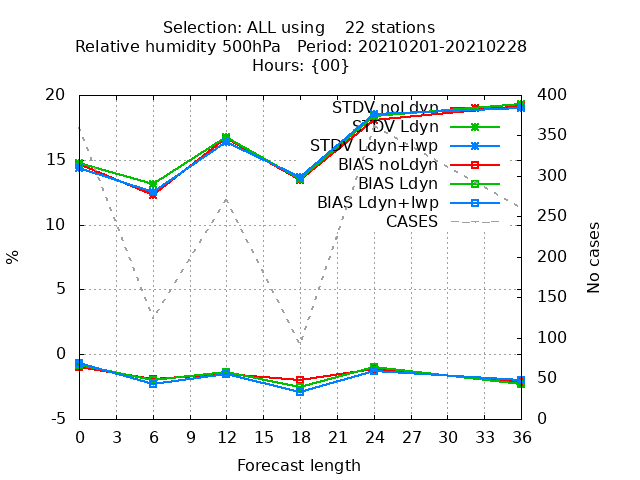 Selection: ALL using    22 stations
Relative humidity 500hPa   Period: 20210201-20210228
Hours: {00}
STDV noLdyn
STDV Ldyn
STDV Ldyn+lwp
BIAS noLdyn
BIAS Ldyn
BIAS Ldyn+lwp
CASES
20
15
10
5
0
-5
%
400
350
300
250
200
150
100
50
0
No cases
0 3 6 9 12 15 18 21 24 27 30 33 36
Forecast length